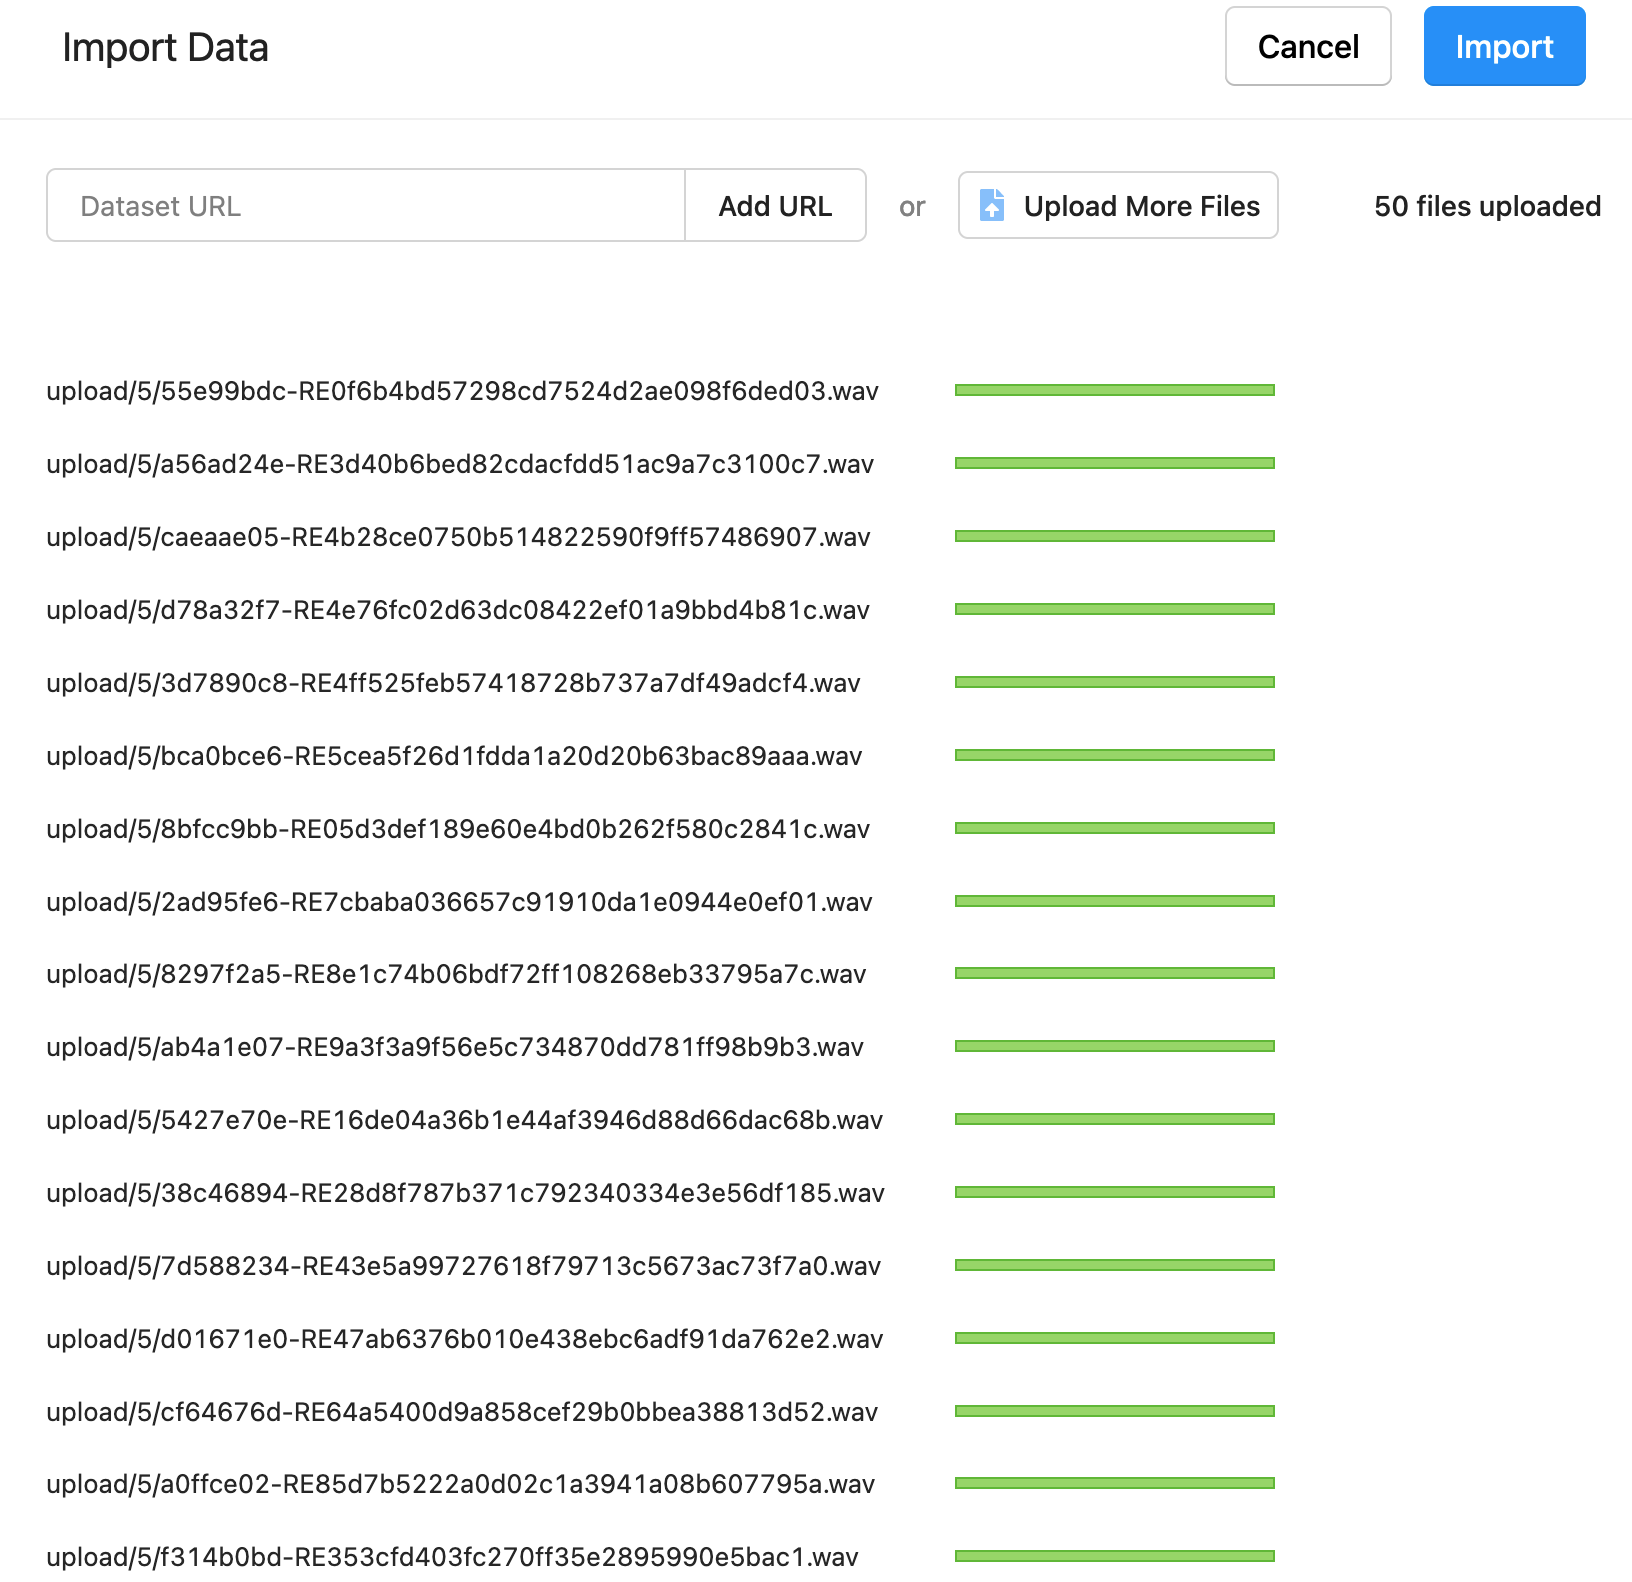 Import Data
Cancel
Import
Dataset URL
Add URL
or
Upload More Files
50 files uploaded
upload/5/55e99bdc-RE0f6b4bd57298cd7524d2ae098f6ded03.wav
upload/5/a56ad24e-RE3d40b6bed82cdacfdd51ac9a7c3100c7.wav
upload/5/caeaae05-RE4b28ce0750b514822590f9ff57486907.wav
upload/5/d78a32f7-RE4e76fc02d63dc08422ef01a9bbd4b81c.wav
upload/5/3d7890c8-RE4ff525feb57418728b737a7df49adcf4.wav
upload/5/bca0bce6-RE5cea5f26d1fdda1a20d20b63bac89aaa.wav
upload/5/8bfcc9bb-RE05d3def189e60e4bd0b262f580c2841c.wav
upload/5/2ad95fe6-RE7cbaba036657c91910da1e0944e0ef01.wav
upload/5/8297f2a5-RE8e1c74b06bdf72ff108268eb33795a7c.wav
upload/5/ab4a1e07-RE9a3f3a9f56e5c734870dd781ff98b9b3.wav
upload/5/5427e70e-RE16de04a36b1e44af3946d88d66dac68b.wav
upload/5/38c46894-RE28d8f787b371c792340334e3e56df185.wav
upload/5/7d588234-RE43e5a99727618f79713c5673ac73f7a0.wav
upload/5/d01671e0-RE47ab6376b010e438ebc6adf91da762e2.wav
upload/5/cf64676d-RE64a5400d9a858cef29b0bbea38813d52.wav
upload/5/a0ffce02-RE85d7b5222a0d02c1a3941a08b607795a.wav
upload/5/f314b0bd-RE353cfd403fc270ff35e2895990e5bac1.wav